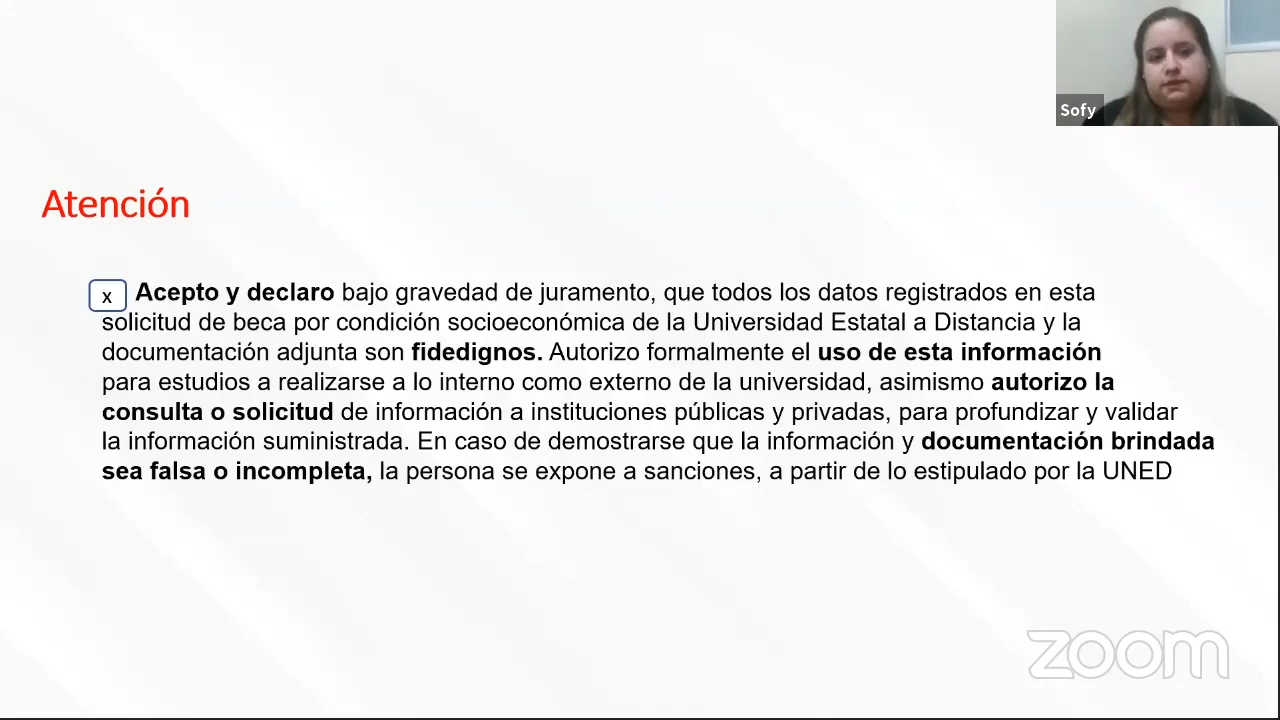 Sofy
Atención
x Acepto y declaro bajo gravedad de juramento, que todos los datos registrados en esta
solicitud de beca por condición socioeconómica de la Universidad Estatal a Distancia y la
documentación adjunta son fidedignos. Autorizo formalmente el uso de esta información
para estudios a realizarse a lo interno como externo de la universidad, asimismo autorizo la
consulta o solicitud de información a instituciones públicas y privadas, para profundizar y validar
la información suministrada. En caso de demostrarse que la información y documentación brindada
sea falsa o incompleta, la persona se expone a sanciones, a partir de lo estipulado por la UNED
zoom